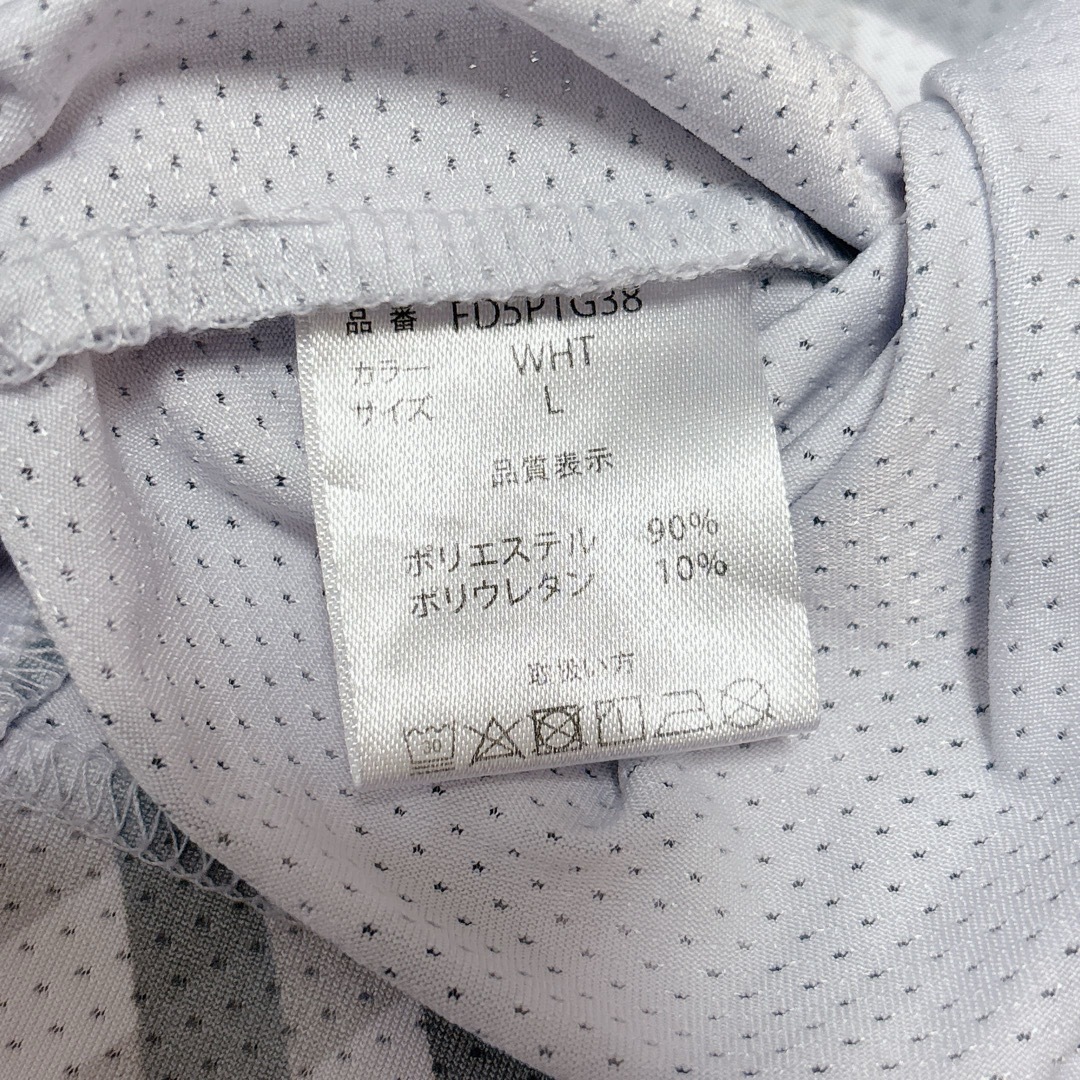 品番 FD5PTG38
カラー WHT
サイズ L
品質表示
ポリエステル 90%
ポリウレタン 10%
取扱い方
30